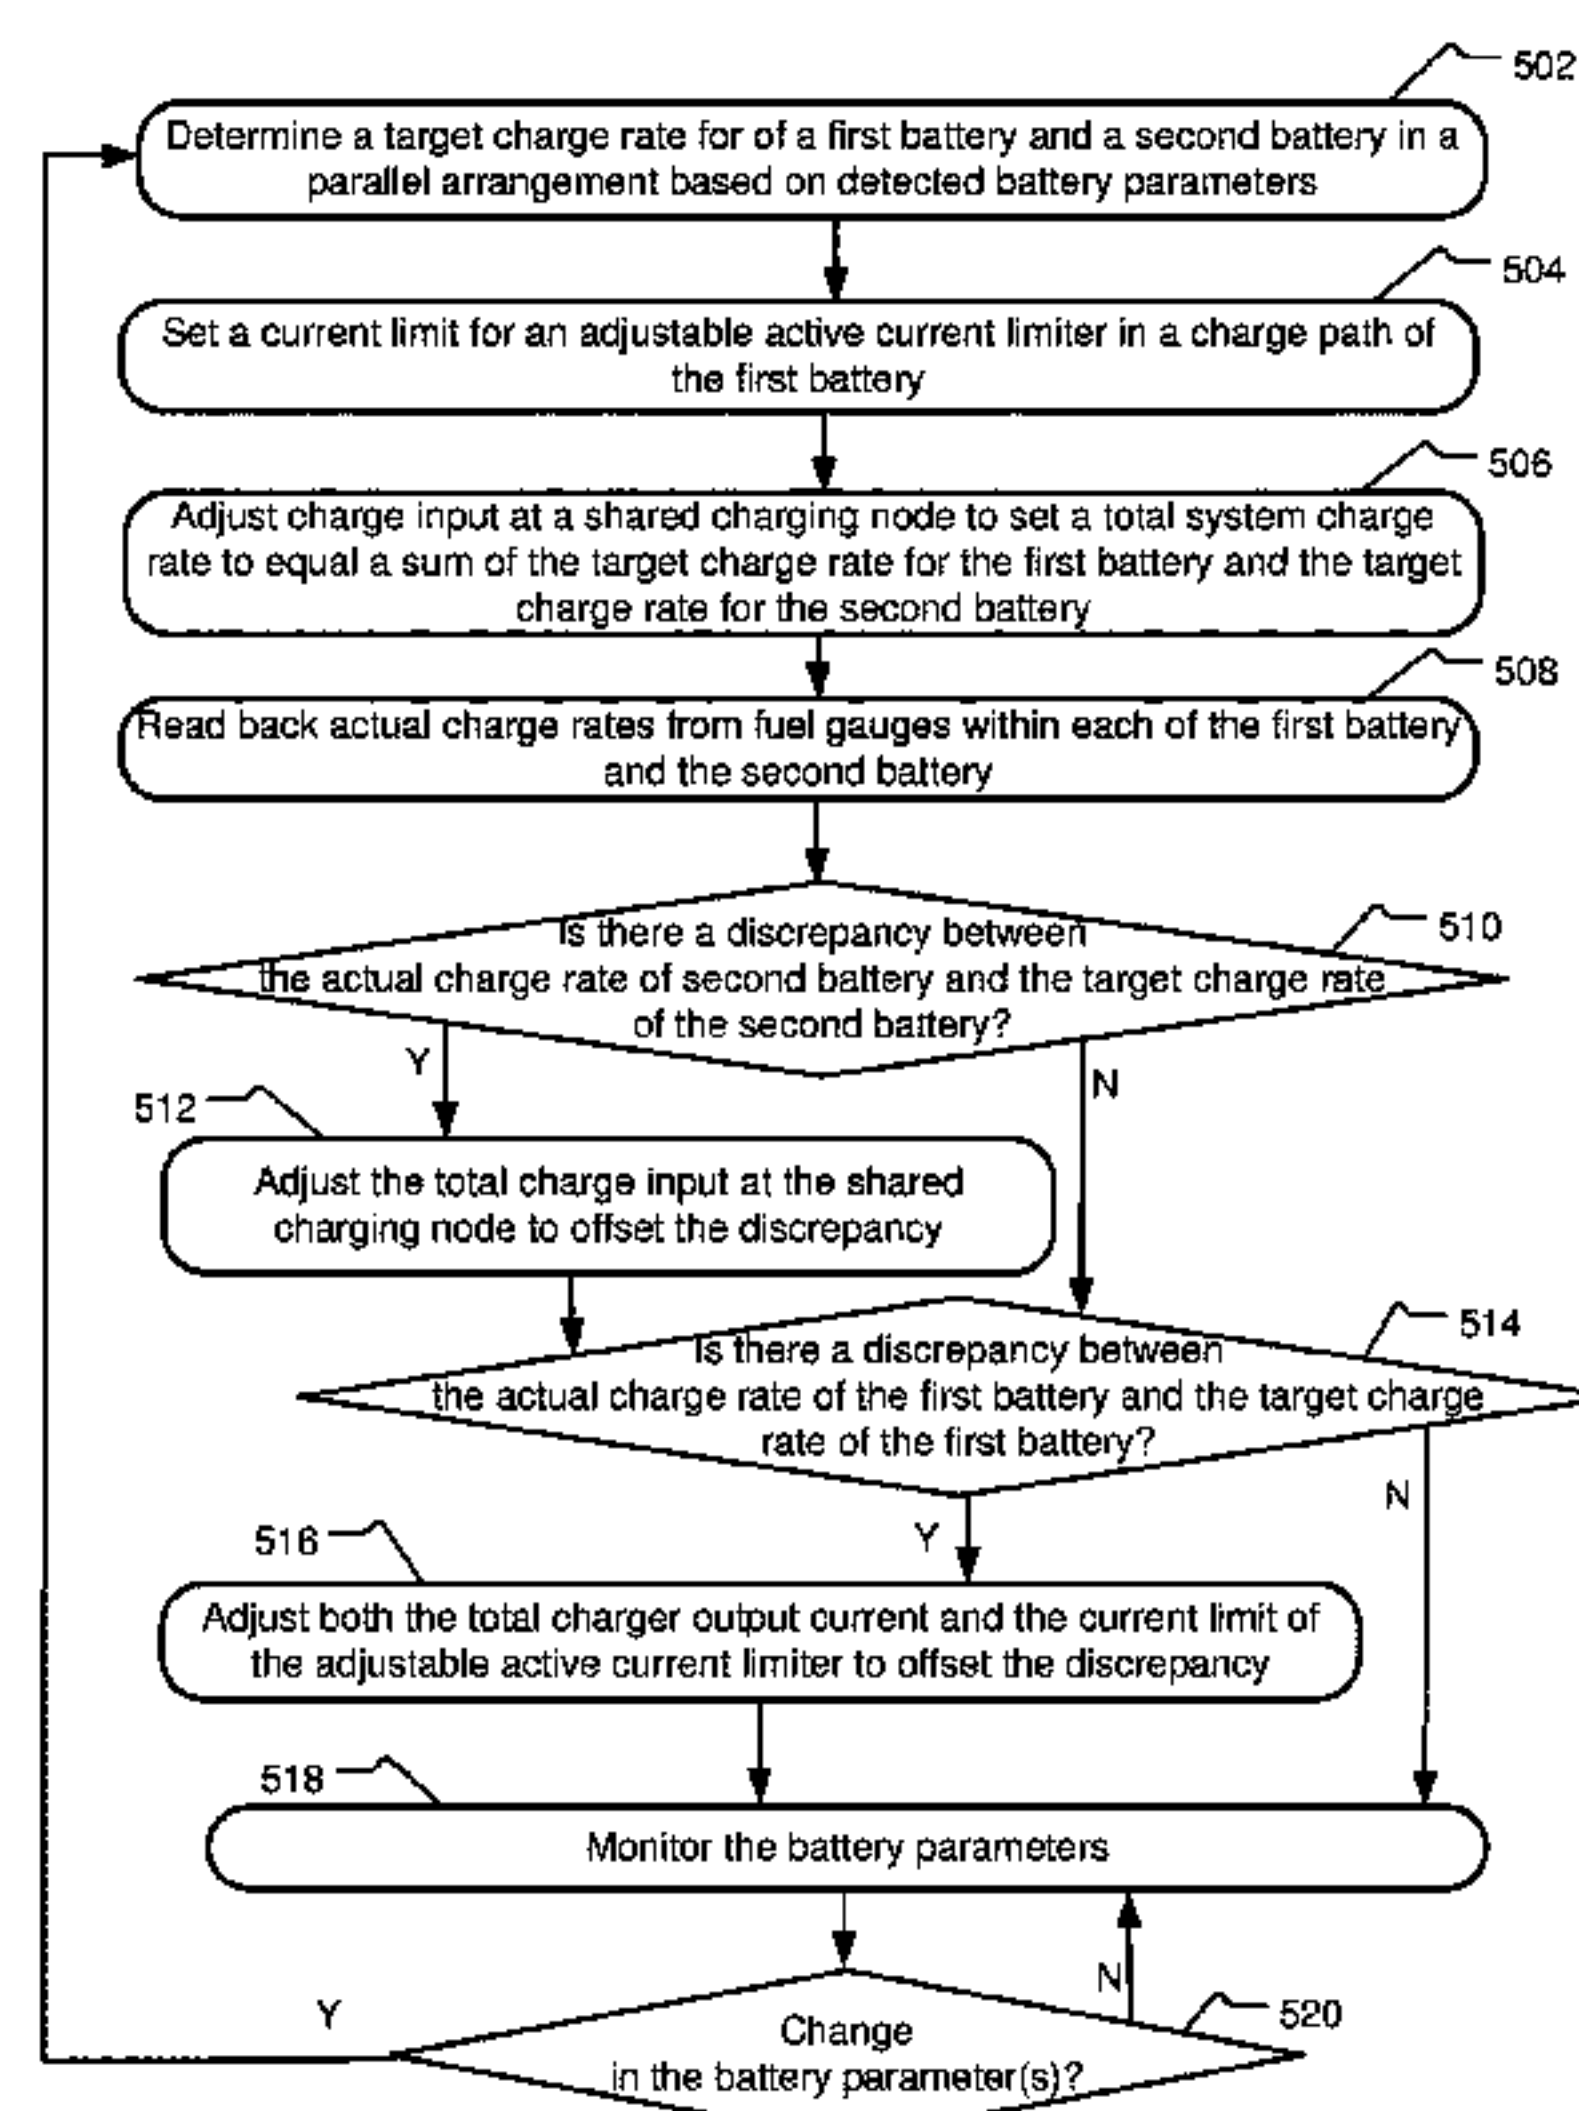 502
Determine a target charge rate for of a first battery and a second battery in a
parallel arrangement based on detected battery parameters
504
Set a current limit for an adjustable active current limiter in a charge path of
the first battery
506
Adjust charge input at a shared charging node to set a total system charge
rate to equal a sum of the target charge rate for the first battery and the target
charge rate for the second battery
508
Read back actual charge rates from fuel gauges within each of the first battery
and the second battery
510
Is there a discrepancy between
the actual charge rate of second battery and the target charge rate
of the second battery?
Y
N
512
Adjust the total charge input at the shared
charging node to offset the discrepancy
514
Is there a discrepancy between
the actual charge rate of the first battery and the target charge
rate of the first battery?
N
Y
516
Adjust both the total charger output current and the current limit of
the adjustable active current limiter to offset the discrepancy
518
Monitor the battery parameters
N
Y
520
Change
in the battery parameter(s)?